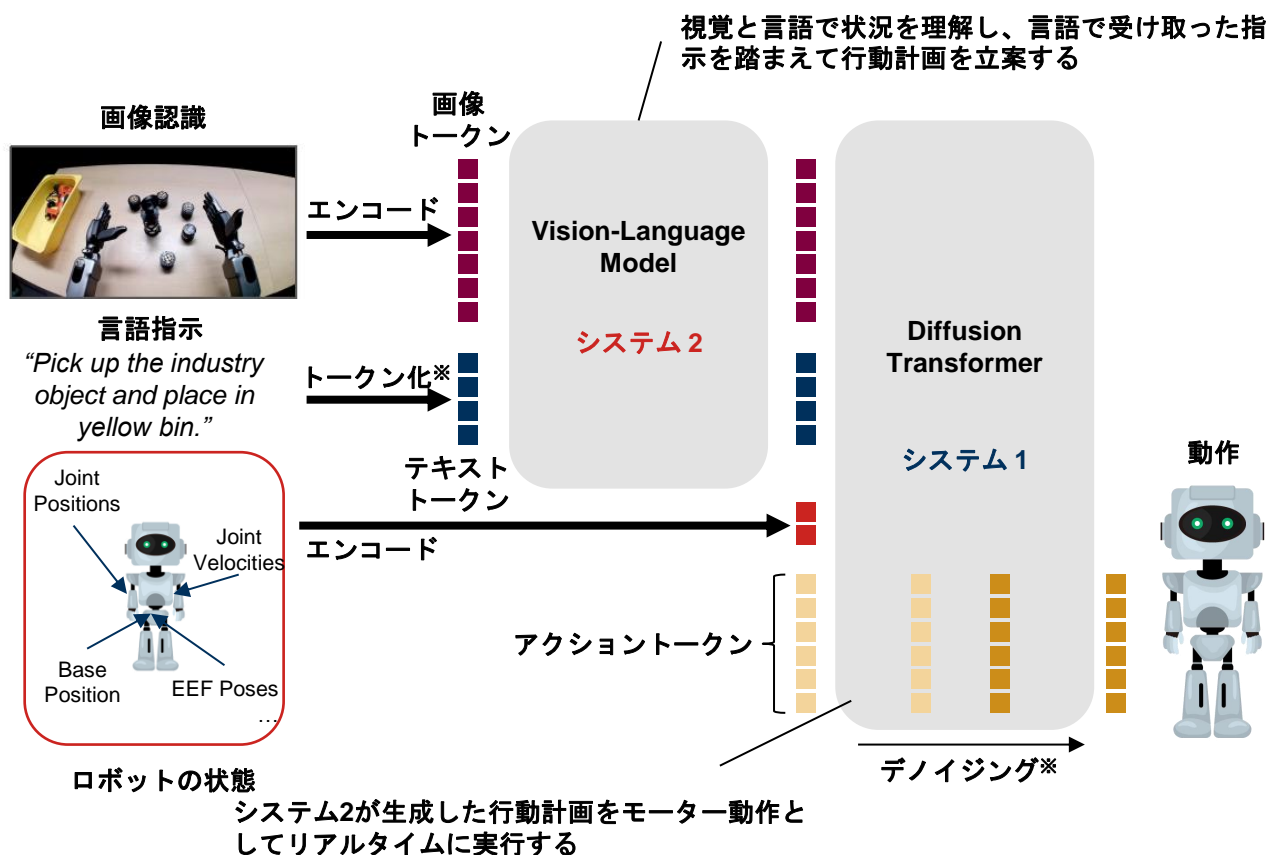 視覚と言語で状況を理解し、言語で受け取った指
示を踏まえて行動計画を立案する
画像認識
画像
トークン
エンコード
Vision-Language
Model
システム 2
言語指示
“Pick up the industry
object and place in
yellow bin.”
トークン化※
テキスト
トークン
Diffusion
Transformer
システム 1
動作
Joint
Positions
Joint
Velocities
Base
Position
EEF Poses
…
エンコード
アクショントークン
デノイジング※
ロボットの状態
システム2が生成した行動計画をモーター動作と
してリアルタイムに実行する